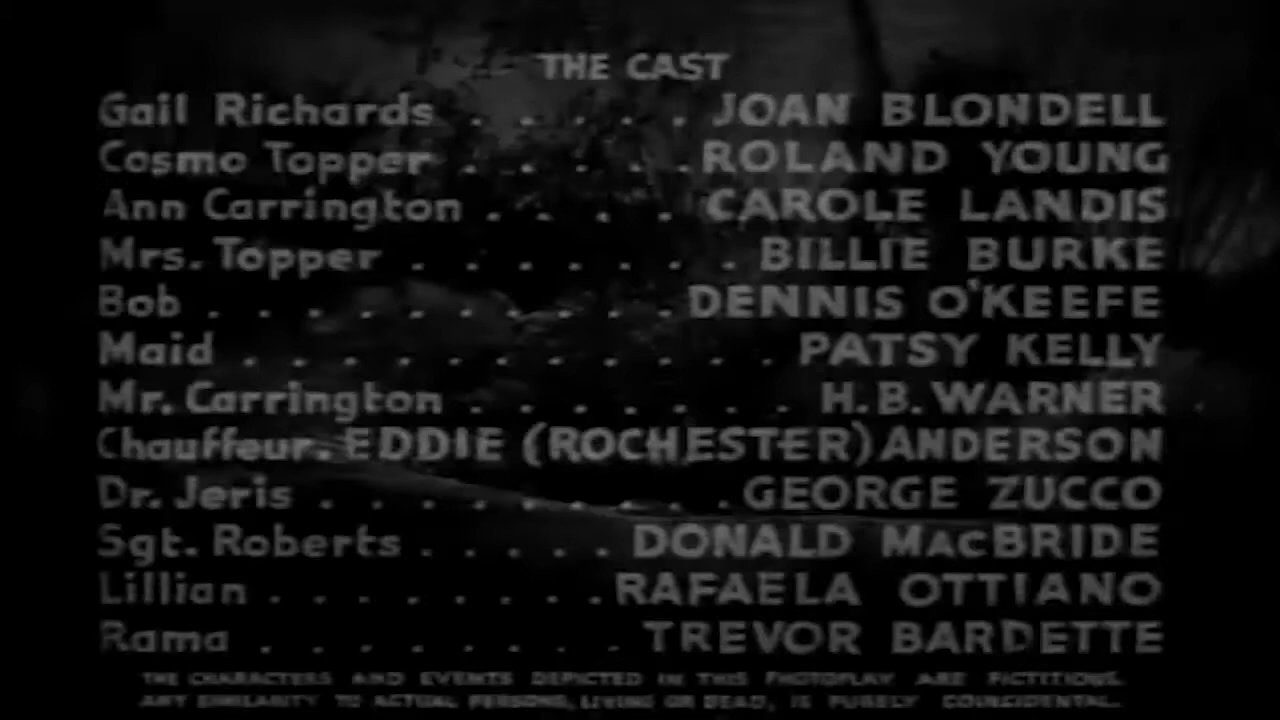 THE CAST
Gail Richards . . . . . JOAN BLONDELL
Cosmo Topper . . . . . ROLAND YOUNG
Ann Carrington . . . . CAROLE LANDIS
Mrs. Topper . . . . . . . BILLIE BURKE
Bob . . . . . . . . . . DENNIS O'KEEFE
Maid . . . . . . . . . . . . PATSY KELLY
Mr. Carrington . . . . . . . H. B. WARNER
Chauffeur. EDDIE (ROCHESTER) ANDERSON
Dr. Jeris . . . . . . . . . GEORGE ZUCCO
Sgt. Roberts . . . . . DONALD MacBRIDE
Lillian . . . . . . . . RAFAELA OTTIANO
Rama . . . . . . . . TREVOR BARDETTE
THE CHARACTERS AND EVENTS DEPICTED IN THIS PHOTOPLAY ARE FICTITIOUS.
ANY SIMILARITY TO ACTUAL PERSONS, LIVING OR DEAD, IS PURELY COINCIDENTAL.